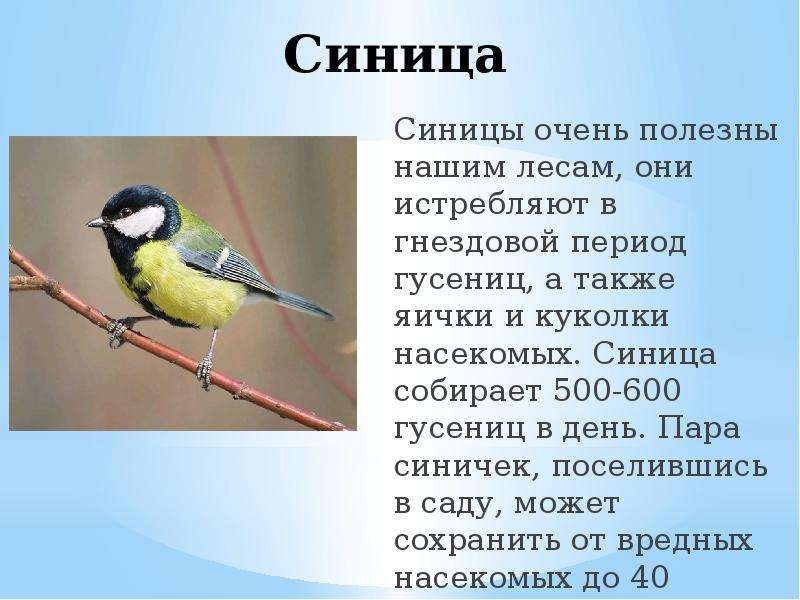 Синица
Синицы очень полезны
нашим лесам, они
истребляют в
гнездовой период
гусениц, а также
яички и куколки
насекомых. Синица
собирает 500-600
гусениц в день. Пара
синичек, поселившись
в саду, может
сохранить от вредных
насекомых до 40